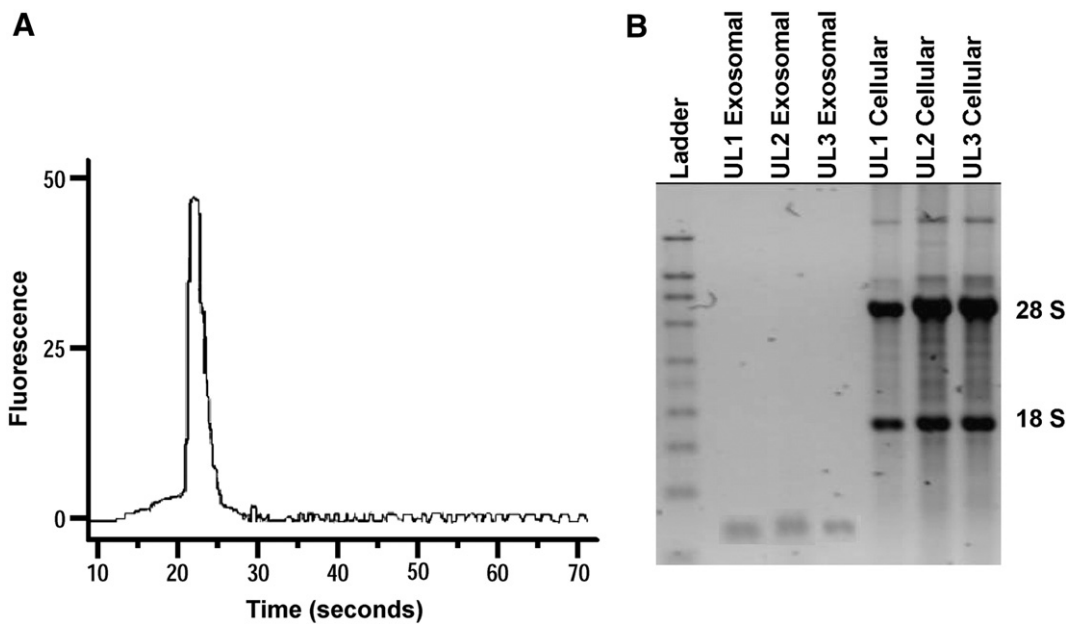 A
50
25
0
Fluorescence
10 20 30 40 50 60 70
Time (seconds)
B
Ladder
UL1 Exosomal
UL2 Exosomal
UL3 Exosomal
UL1 Cellular
UL2 Cellular
UL3 Cellular
28 S
18 S